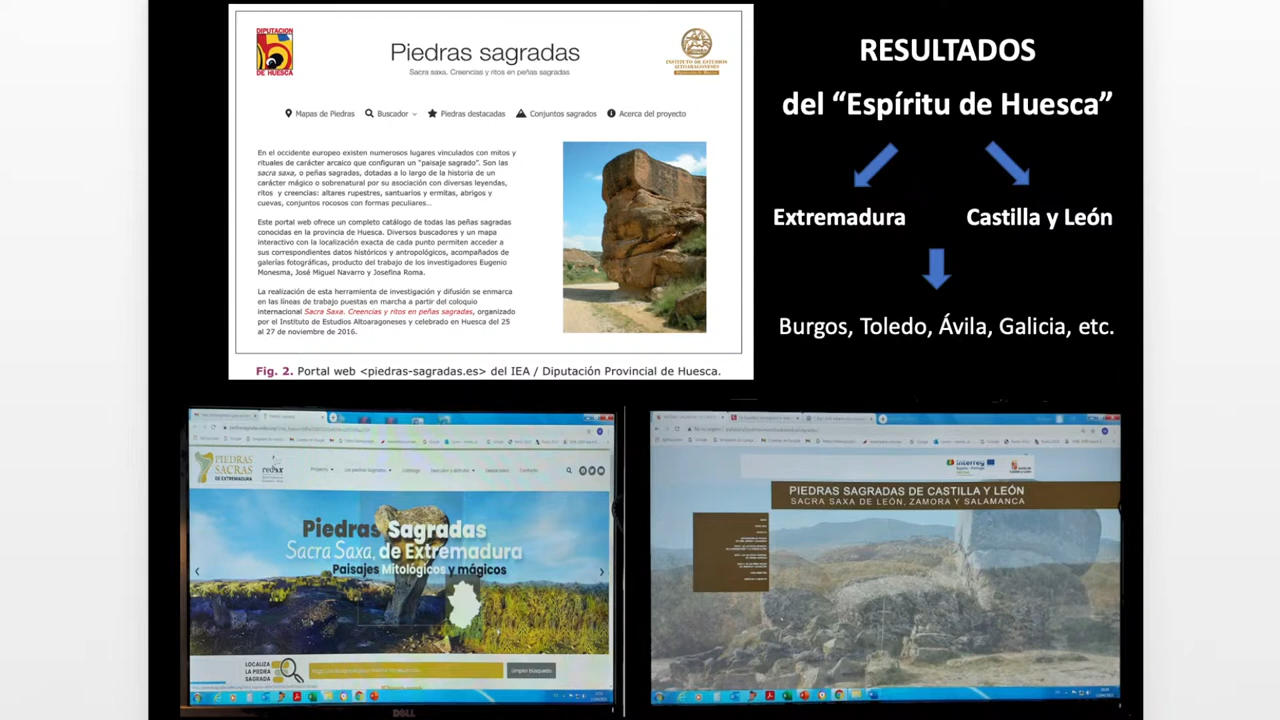 DIPUTACIÓN
DE HUESCA
Piedras sagradas
Sacra saxa. Creencias y ritos en peñas sagradas
INSTITUTO DE ESTUDIOS
ALTOARAGONESES
Mapas de Piedras Buscador Piedras destacadas Conjuntos sagrados Acerca del proyecto
En el occidente europeo existen numerosos lugares vinculados con mitos y
rituales de carácter arcaico que configuran un “paisaje sagrado”. Son las
sacra saxa, o peñas sagradas, dotadas a lo largo de la historia de un
carácter mágico o sobrenatural por su asociación con diversas leyendas,
ritos y creencias: altares rupestres, santuarios y ermitas, abrigos y
cuevas, conjuntos rocosos con formas peculiares...
Este portal web ofrece un completo catálogo de todas las peñas sagradas
conocidas en la provincia de Huesca. Diversos buscadores y un mapa
interactivo con la localización exacta de cada punto permiten acceder a
sus correspondientes datos históricos y antropológicos, acompañados de
galerías fotográficas, producto del trabajo de los investigadores Eugenio
Monesma, José Miguel Navarro y Josefina Roma.
La realización de esta herramienta de investigación y difusión se enmarca
en las líneas de trabajo puestas en marcha a partir del coloquio
internacional Sacra Saxa. Creencias y ritos en peñas sagradas, organizado
por el Instituto de Estudios Altoaragoneses y celebrado en Huesca del 25
al 27 de noviembre de 2016.
Fig. 2. Portal web <piedras-sagradas.es> del IEA / Diputación Provincial de Huesca.
RESULTADOS
del “Espíritu de Huesca”
Extremadura Castilla y León
Burgos, Toledo, Ávila, Galicia, etc.
PIEDRAS
SACRAS
DE EXTREMADURA
Proyecto Las piedras Sagradas Catálogo Descubrir y disfrutar Destacados Contacto
Piedras Sagradas
Sacra Saxa, de Extremadura
Paisajes Mitológicos y mágicos
LOCALIZA
LA PIEDRA
SAGRADA
DELL
Interreg
PIEDRAS SAGRADAS DE CASTILLA Y LEÓN
SACRA SAXA DE LEÓN, ZAMORA Y SALAMANCA